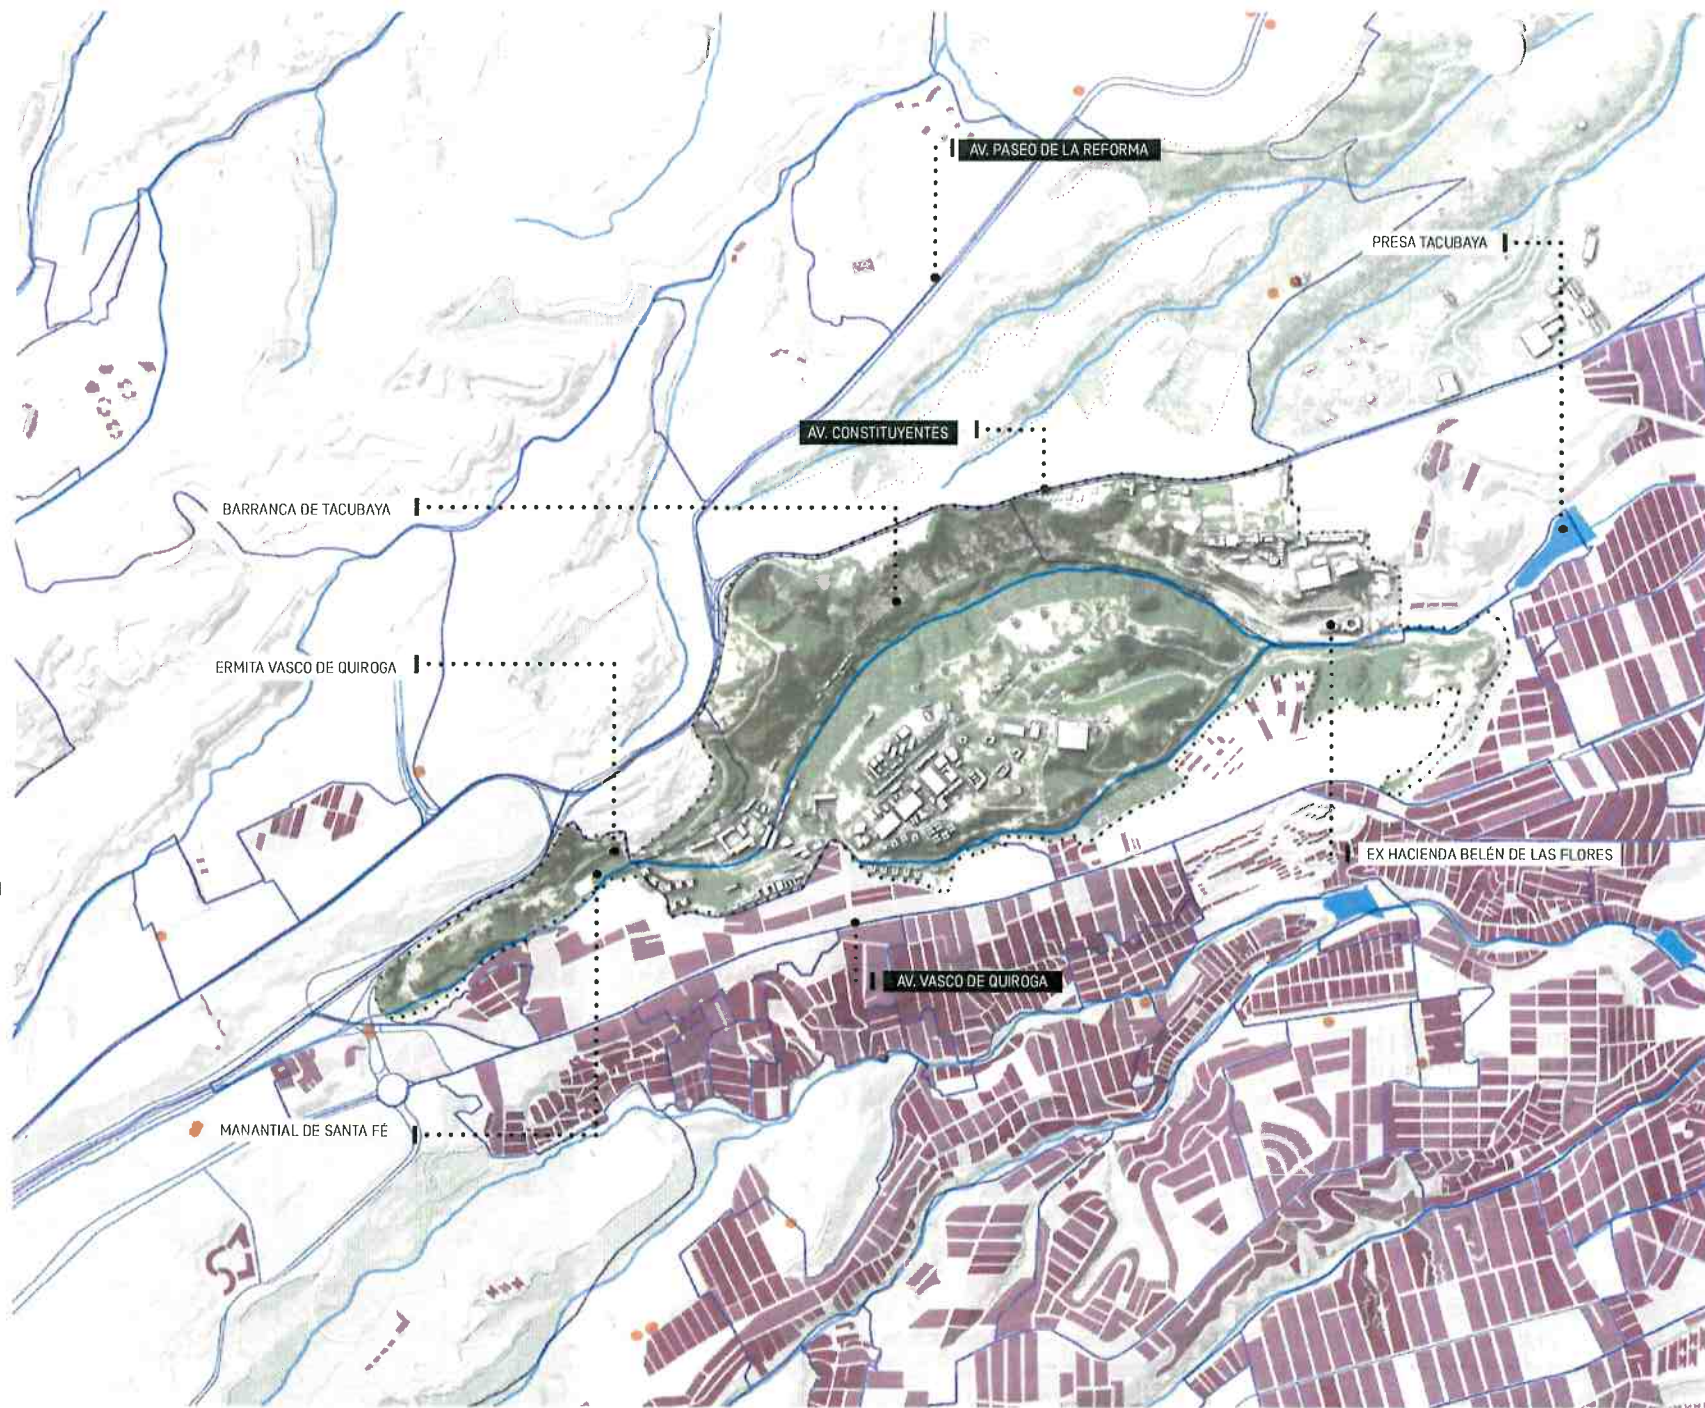 AV. PASEO DE LA REFORMA
PRESA TACUBAYA
AV. CONSTITUYENTES
BARRANCA DE TACUBAYA
ERMITA VASCO DE QUIROGA
EX HACIENDA BELÉN DE LAS FLORES
AV. VASCO DE QUIROGA
MANANTIAL DE SANTA FÉ